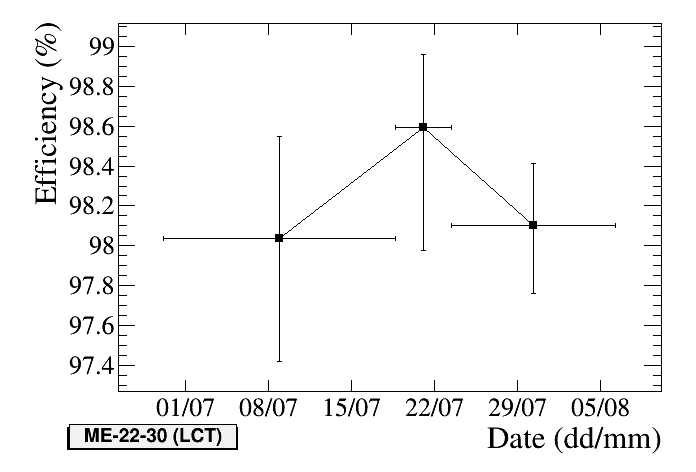 Efficiency (%)
99
98.8
98.6
98.4
98.2
98
97.8
97.6
97.4
01/07 08/07 15/07 22/07 29/07 05/08
ME-22-30 (LCT)
Date (dd/mm)